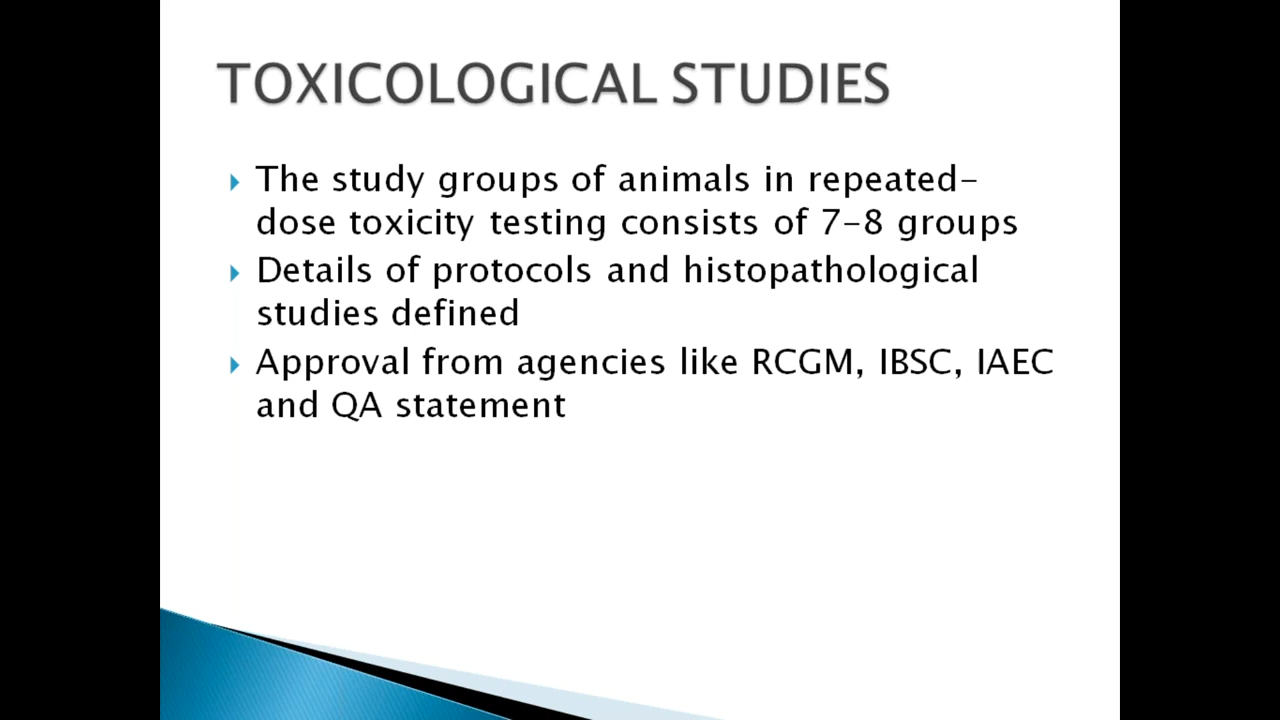 TOXICOLOGICAL STUDIES
The study groups of animals in repeated-
dose toxicity testing consists of 7-8 groups
Details of protocols and histopathological
studies defined
Approval from agencies like RCGM, IBSC, IAEC
and QA statement